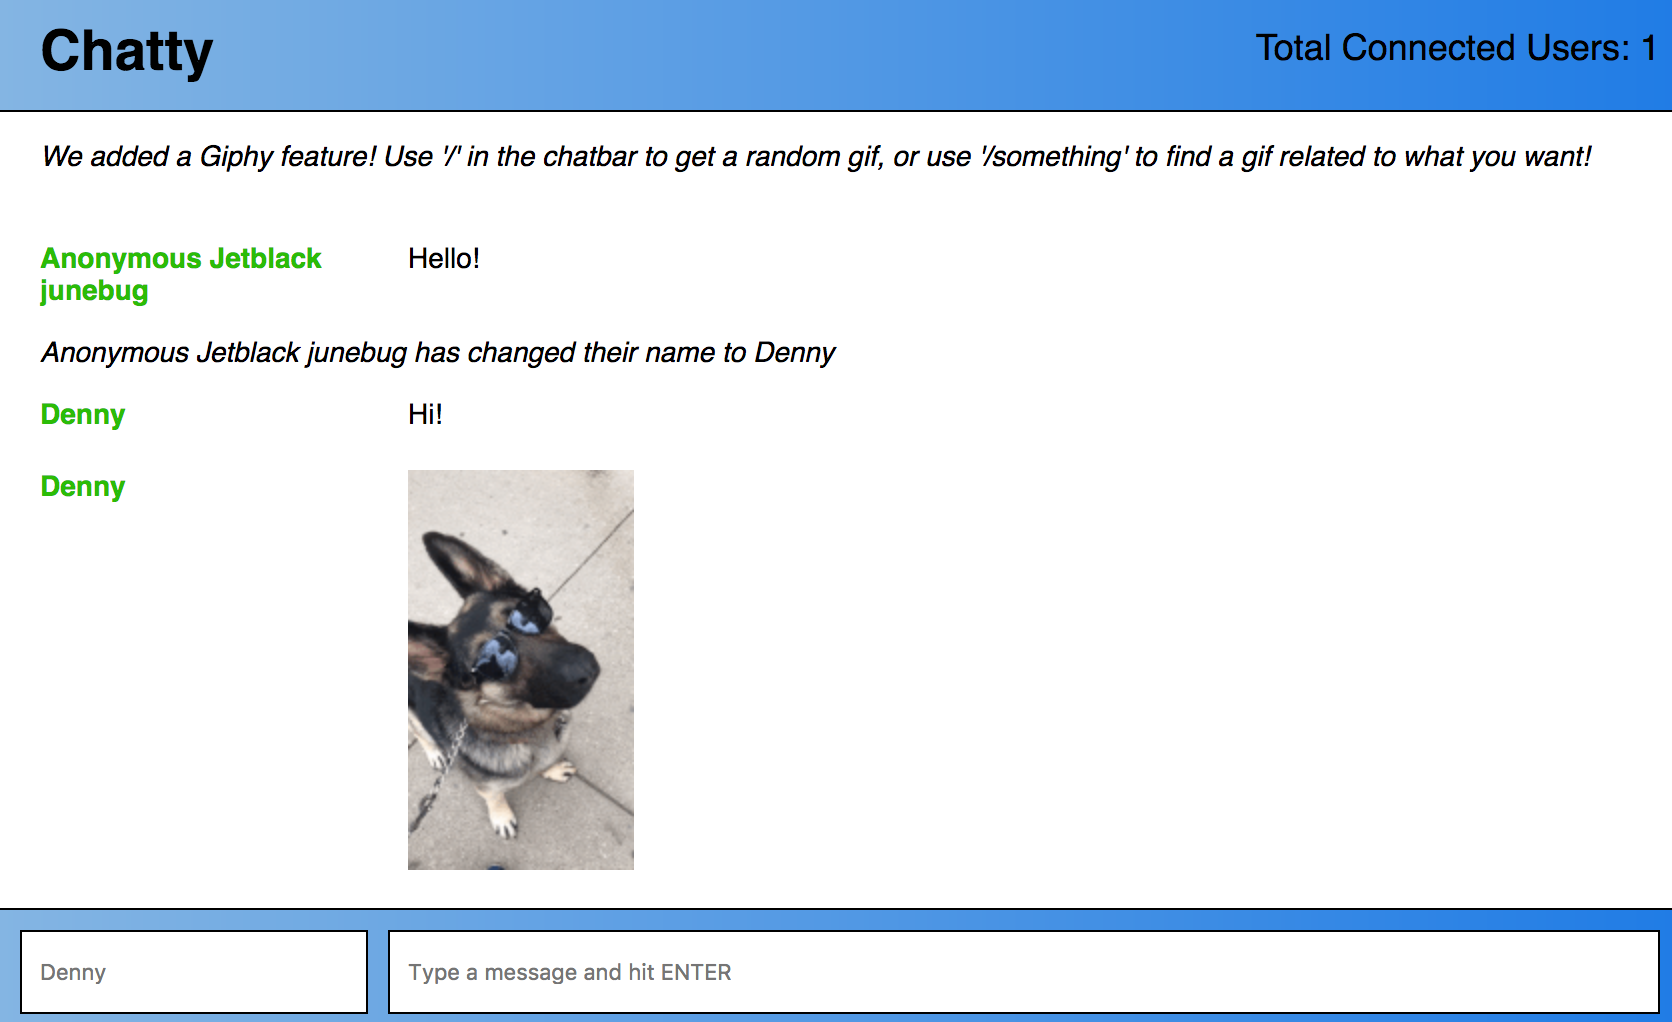 Chatty
Total Connected Users: 1
We added a Giphy feature! Use '/' in the chatbar to get a random gif, or use '/something' to find a gif related to what you want!
Anonymous Jetblack
junebug
Hello!
Anonymous Jetblack junebug has changed their name to Denny
Denny
Hi!
Denny
Denny
Type a message and hit ENTER